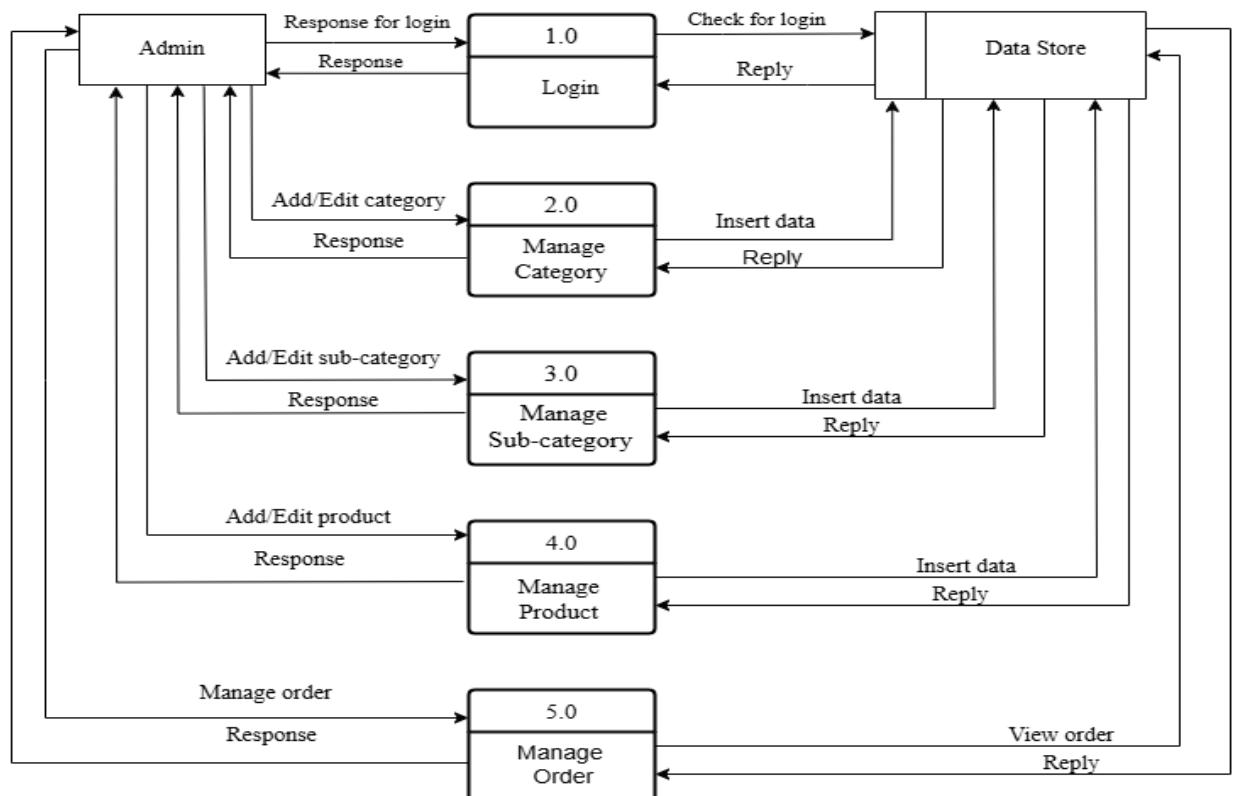 Response for login
Check for login
Admin
1.0
Data Store
Response
Reply
Login
Add/Edit category
2.0
Insert data
Response
Manage
Category
Reply
Add/Edit sub-category
3.0
Response
Insert data
Manage
Sub-category
Reply
Add/Edit product
4.0
Response
Insert data
Manage
Product
Reply
Manage order
5.0
Response
View order
Manage
Order
Reply